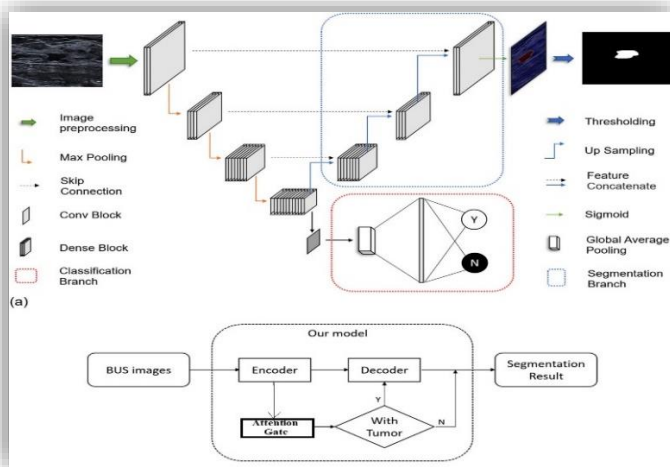 Image
preprocessing
Max Pooling
Skip
Connection
Conv Block
Dense Block
Classification
Branch
(a)
Y
N
Thresholding
Up Sampling
Feature
Concatenate
Sigmoid
Global Average
Pooling
Segmentation
Branch
Our model
BUS images
Encoder
Decoder
Segmentation
Result
Attention
Gate
Y
With
Tumor
N